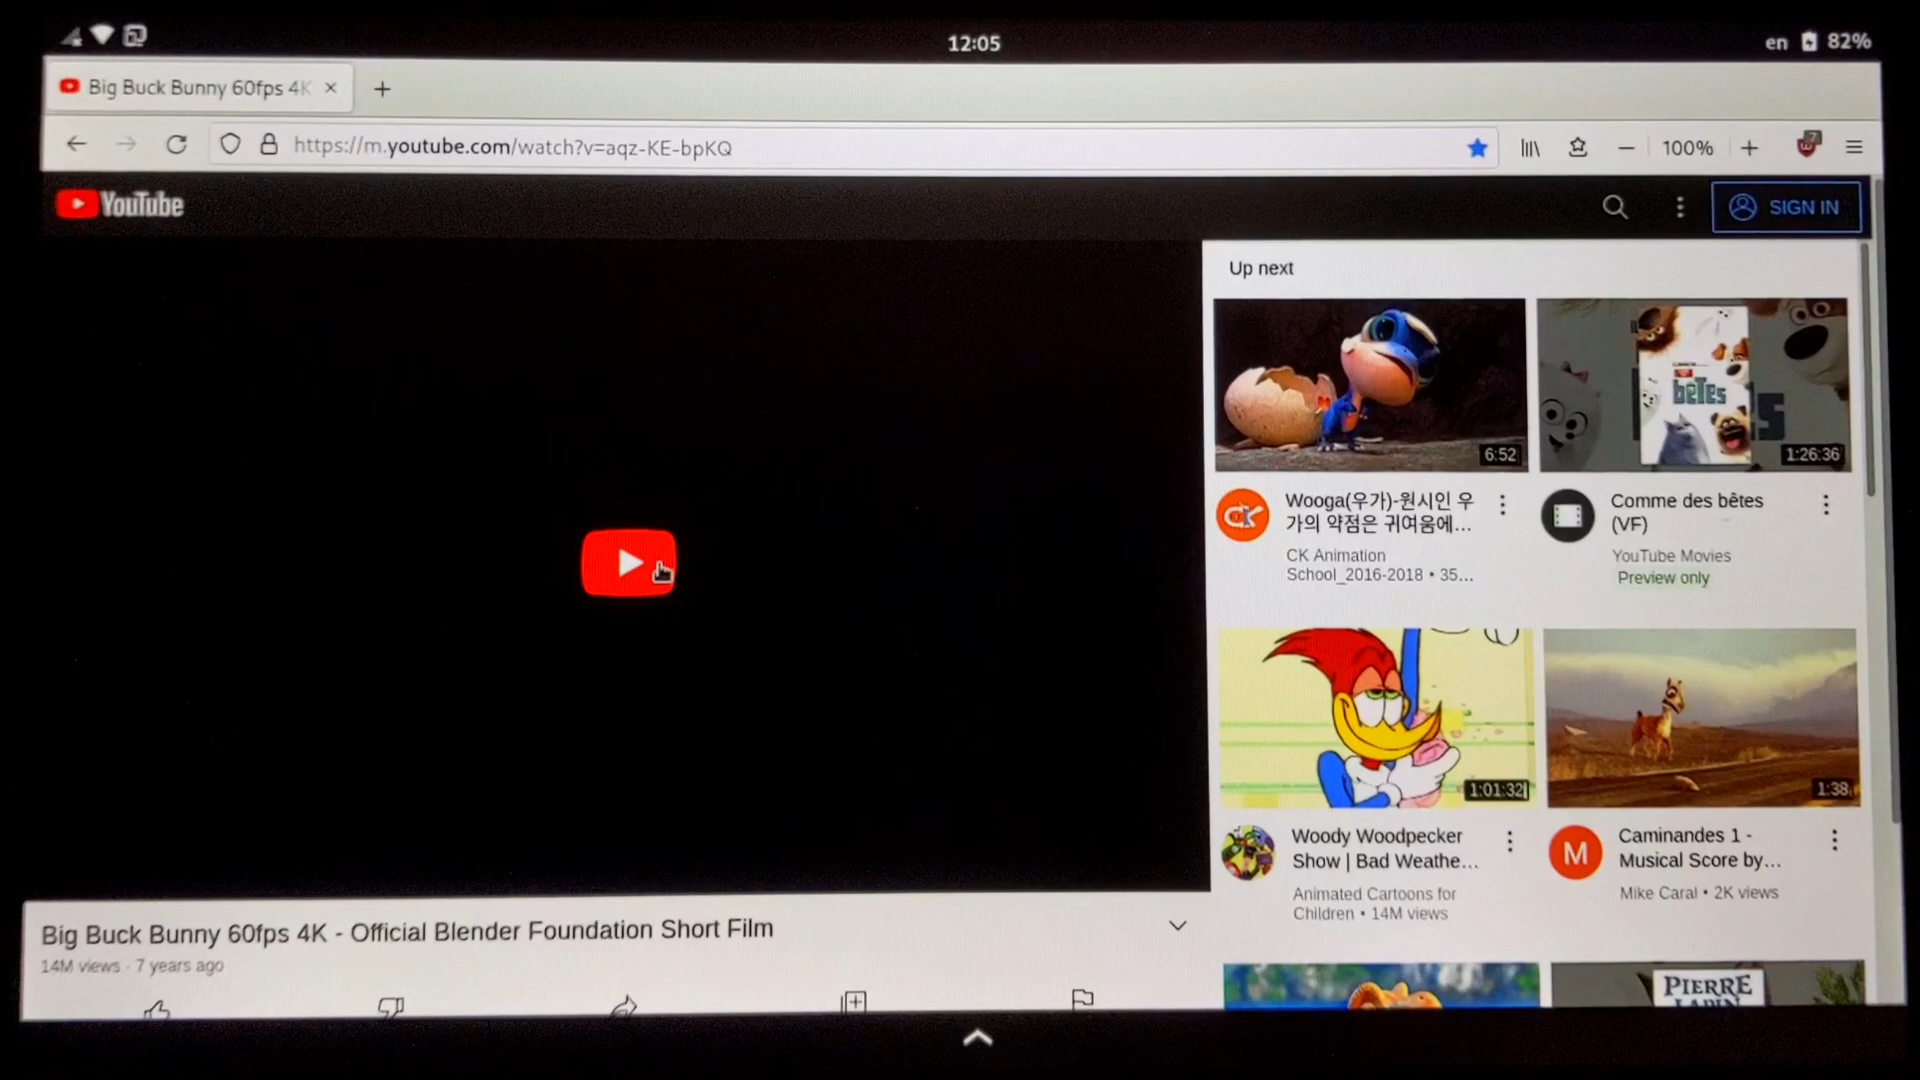 12:05
en 82%
Big Buck Bunny 60fps 4K
https://m.youtube.com/watch?v=aqz-KE-bpKQ
100%
7
YouTube
SIGN IN
Up next
6:52
bêTes
1:26:36
Wooga(우가)-원시인 우
가의 약점은 귀여움에...
CK Animation
School_2016-2018 • 35...
Comme des bêtes
(VF)
YouTube Movies
Preview only
1:01:32
1:38
Woody Woodpecker
Show | Bad Weathe...
Animated Cartoons for
Children • 14M views
M
Caminandes 1 -
Musical Score by...
Mike Caral • 2K views
Big Buck Bunny 60fps 4K - Official Blender Foundation Short Film
14M views · 7 years ago
PIERRE
LAPIN